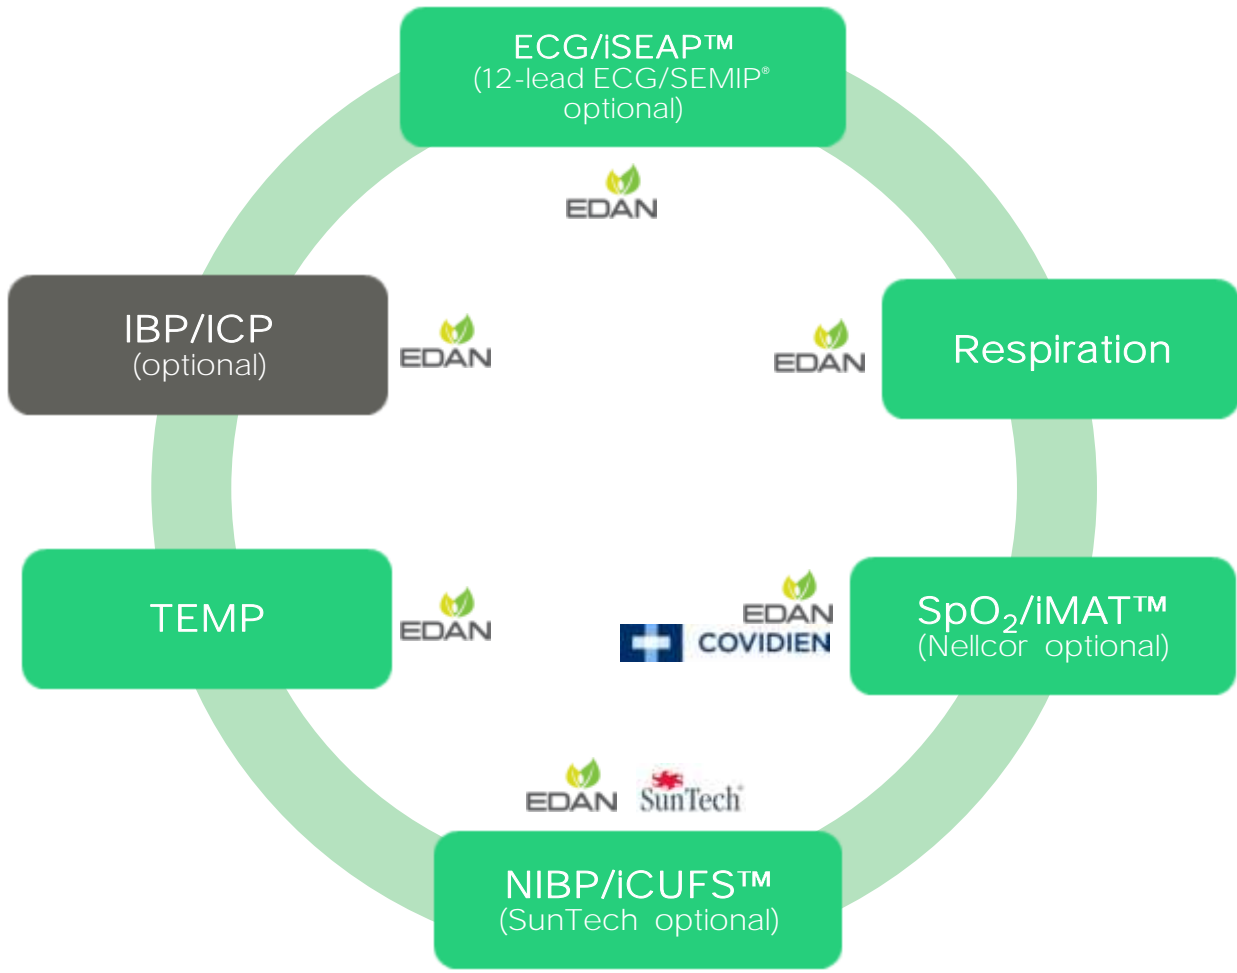 ECG/iSEAP™
(12-lead ECG/SEMIP®
optional)
EDAN
IBP/ICP
(optional)
EDAN
EDAN
Respiration
TEMP
EDAN
EDAN
COVIDIEN
SpO₂/iMAT™
(Nellcor optional)
EDAN
SunTech®
NIBP/iCUFS™
(SunTech optional)